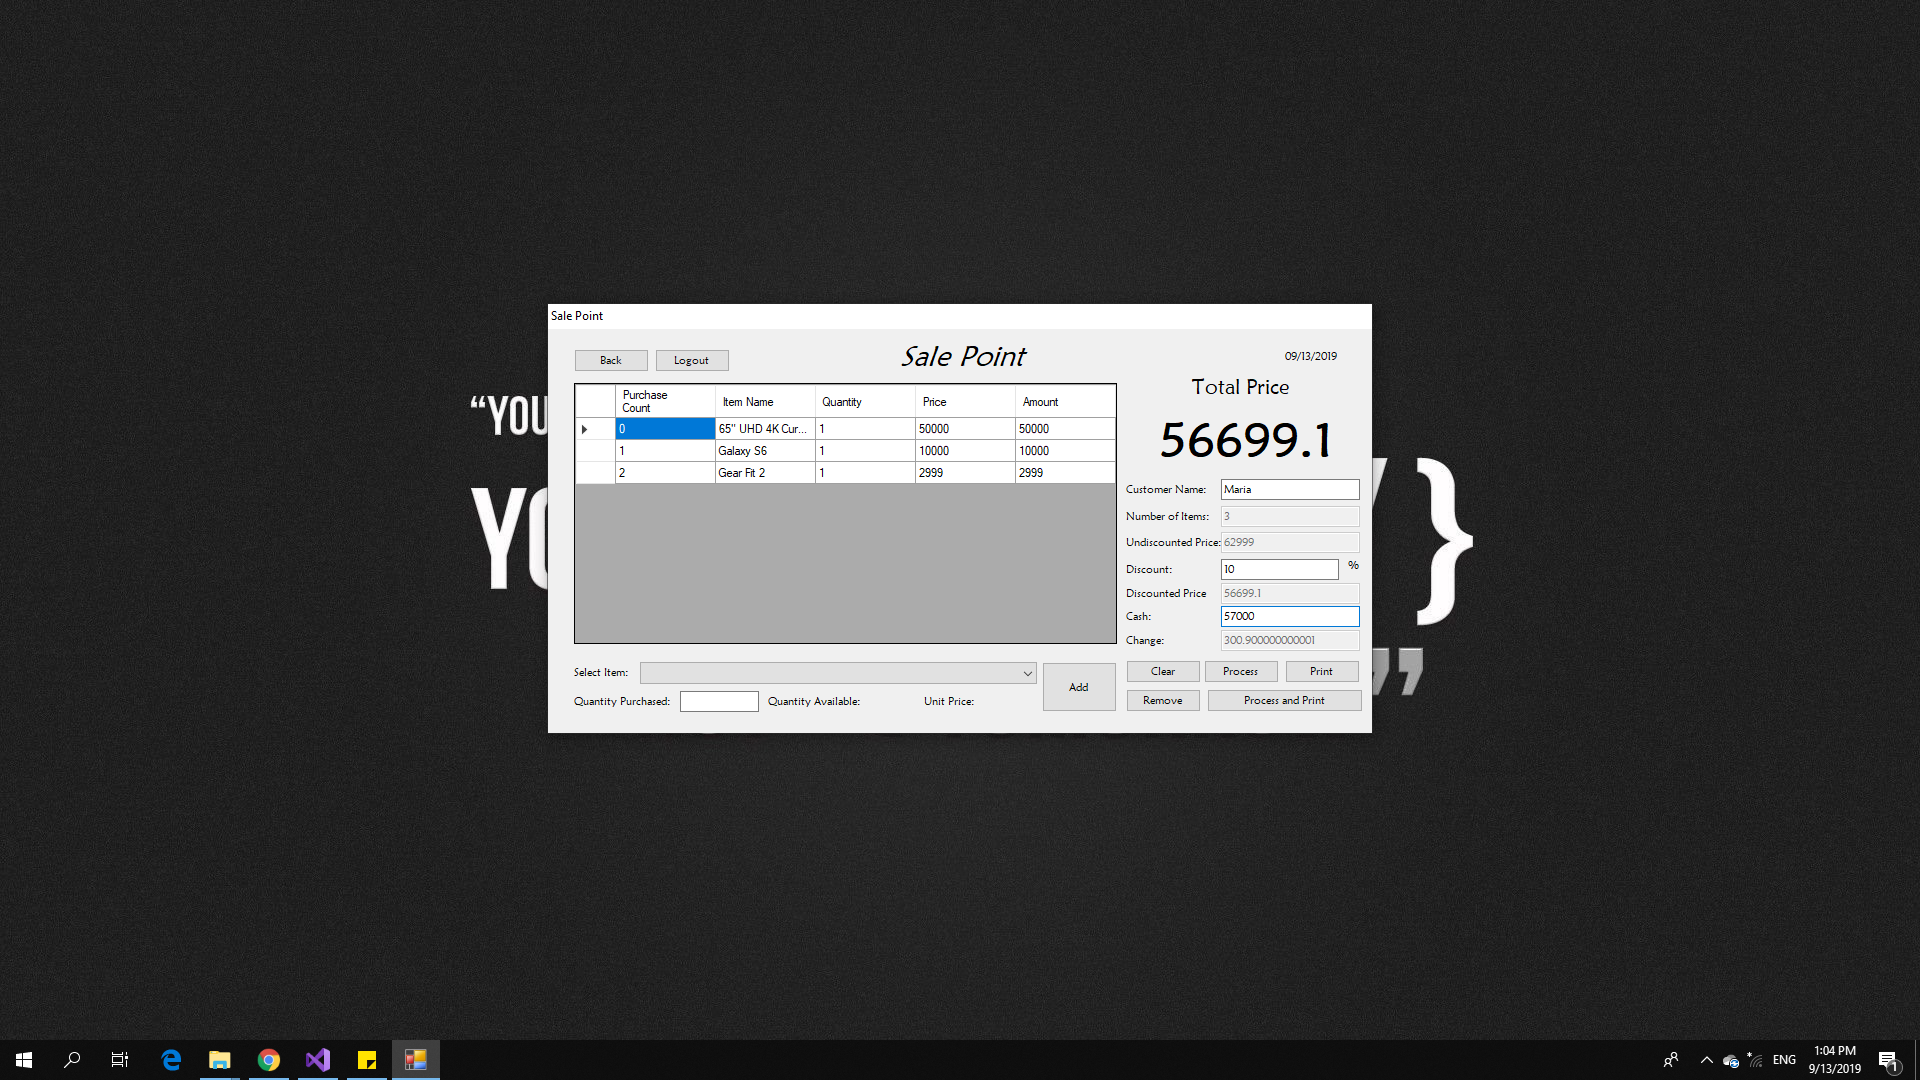 Sale Point
Back
Logout
Sale Point
09/13/2019
Purchase Count
Item Name
Quantity
Price
Amount
0 65" UHD 4K Cur... 1 50000 50000
1 Galaxy S6 1 10000 10000
2 Gear Fit 2 1 2999 2999
Total Price
56699.1
Customer Name: Maria
Number of Items: 3
Undiscounted Price: 62999
Discount: 10 %
Discounted Price 56699.1
Cash: 57000
Change: 300.900000000001
Select Item:
Add
Quantity Purchased:
Quantity Available:
Unit Price:
Clear
Process
Print
Remove
Process and Print
“YOU
YO
}
”
ENG
1:04 PM
9/13/2019
1